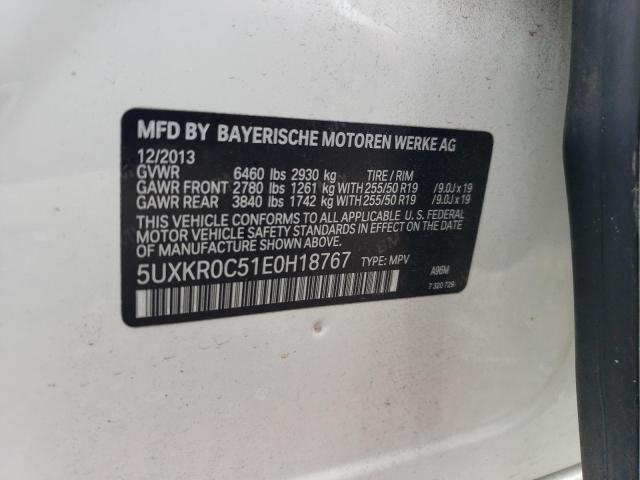 MFD BY BAYERISCHE MOTOREN WERKE AG
12/2013
GVWR 6460 lbs 2930 kg TIRE / RIM
GAWR FRONT 2780 lbs 1261 kg WITH 255/50 R19 / 9.0J x 19
GAWR REAR 3840 lbs 1742 kg WITH 255/50 R19 / 9.0J x 19
THIS VEHICLE CONFORMS TO ALL APPLICABLE U. S. FEDERAL
MOTOR VEHICLE SAFETY STANDARDS IN EFFECT ON THE
DATE OF MANUFACTURE SHOWN ABOVE.
5UXKR0C51E0H18767 TYPE: MPV
A96M
7 320 729